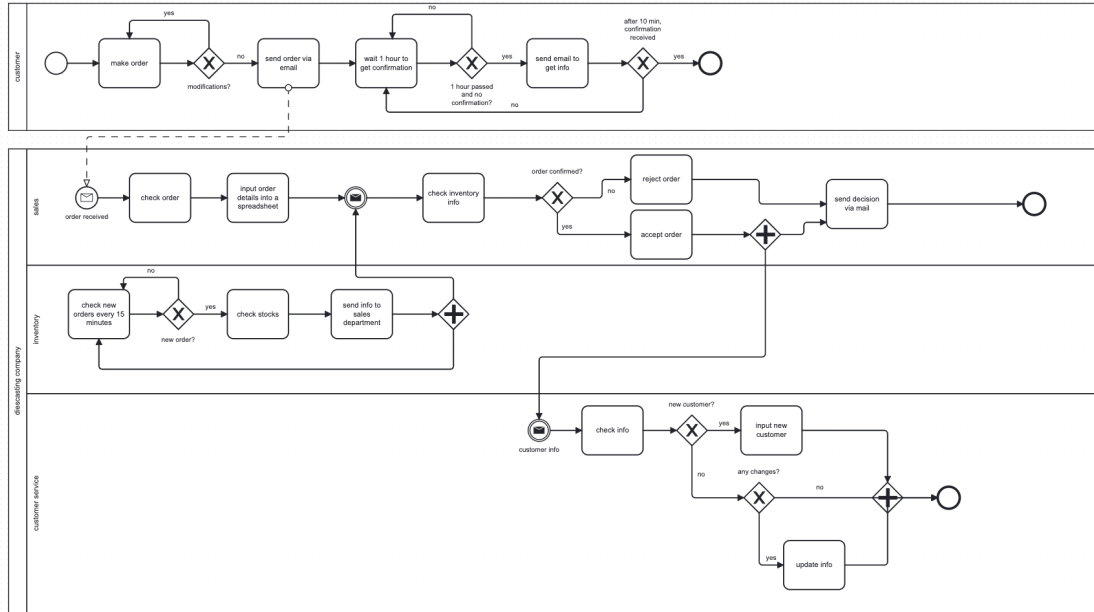 customer
yes
make order
no
modifications?
send order via
email
no
wait 1 hour to
get confirmation
yes
1 hour passed
and no
confirmation?
send email to
get info
after 10 min,
confirmation
received
yes
no
diescasting company
sales
order received
check order
input order
details into a
spreadsheet
check inventory
info
order confirmed?
no
yes
reject order
accept order
send decision
via mail
inventory
no
check new
orders every 15
minutes
yes
new order?
check stocks
send info to
sales
department
customer service
customer info
check info
new customer?
yes
input new
customer
no
any changes?
no
yes
update info